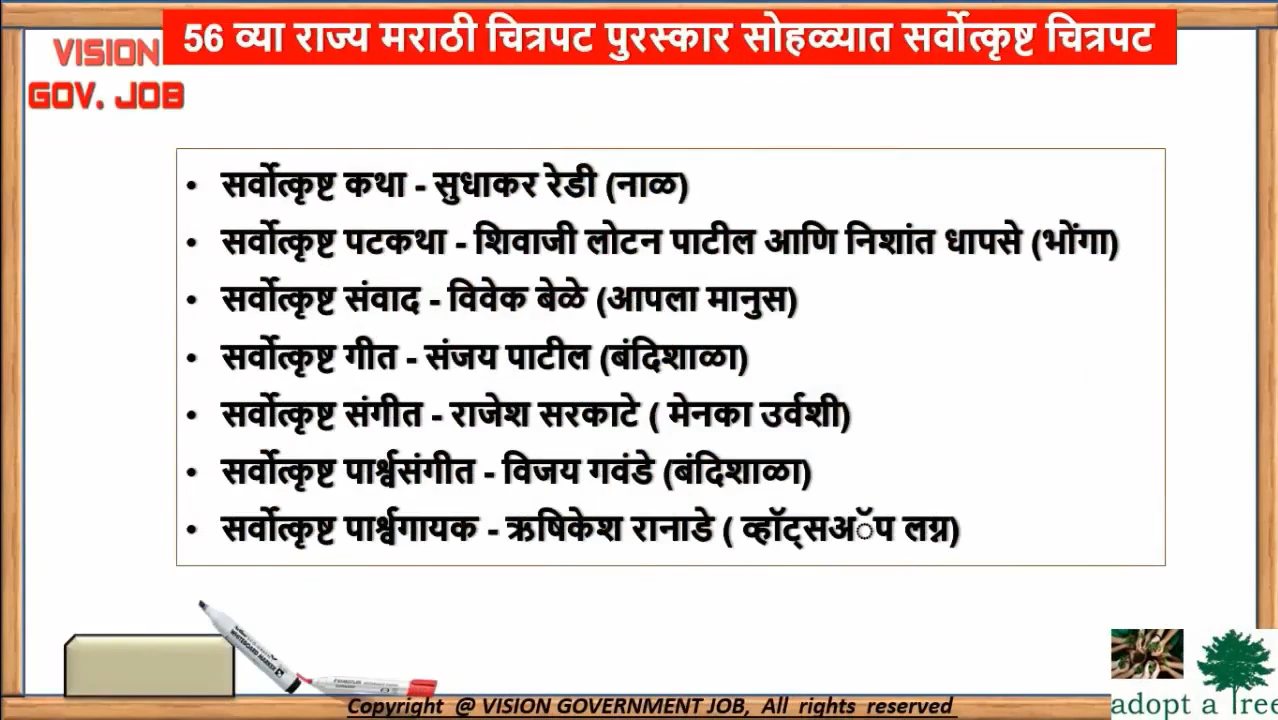 56 व्या राज्य मराठी चित्रपट पुरस्कार सोहळ्यात सर्वोत्कृष्ट चित्रपट
VISION
GOV. JOB
• सर्वोत्कृष्ट कथा - सुधाकर रेडी (नाळ)
• सर्वोत्कृष्ट पटकथा - शिवाजी लोटन पाटील आणि निशांत धापसे (भोंगा)
• सर्वोत्कृष्ट संवाद - विवेक बेळे (आपला मानुस)
• सर्वोत्कृष्ट गीत - संजय पाटील (बंदिशाळा)
• सर्वोत्कृष्ट संगीत - राजेश सरकाटे ( मेनका उर्वशी)
• सर्वोत्कृष्ट पार्श्वसंगीत - विजय गवंडे (बंदिशाळा)
• सर्वोत्कृष्ट पार्श्वगायक - ऋषिकेश रानाडे ( व्हॉट्सअॅप लग्न)
WHITEBOARD MARKER
Copyright @ VISION GOVERNMENT JOB, All rights reserved
adopt a Tree